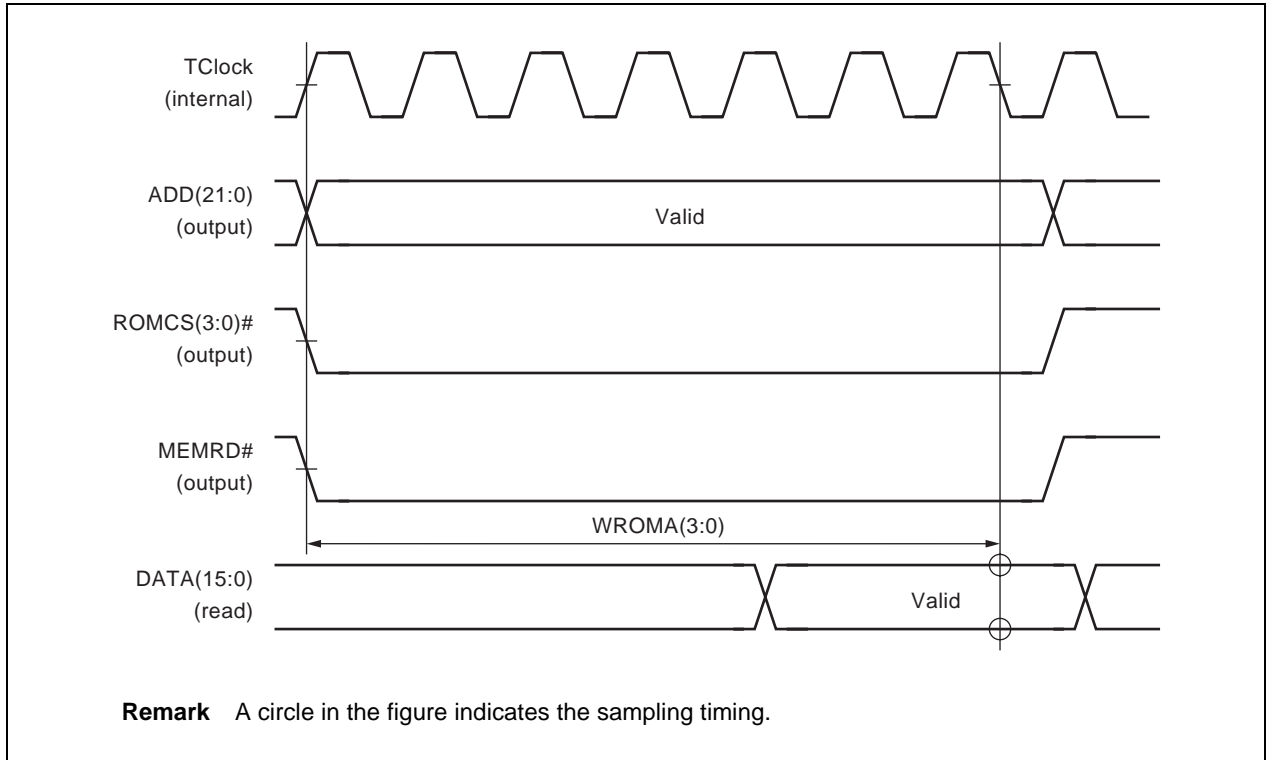 TClock
(internal)
ADD(21:0)
(output)
Valid
ROMCS(3:0)#
(output)
MEMRD#
(output)
WROMA(3:0)
DATA(15:0)
(read)
Valid
Remark A circle in the figure indicates the sampling timing.